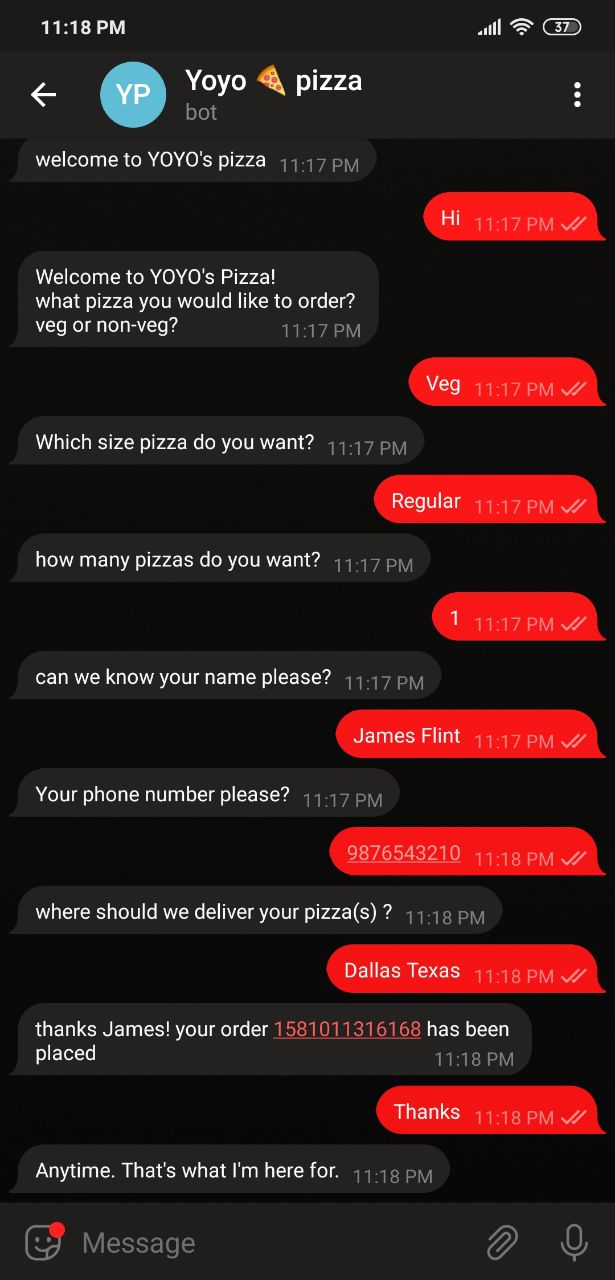 11:18 PM
37
YP
Yoyo 🍕 pizza
bot
welcome to YOYO's pizza 11:17 PM
Hi 11:17 PM
Welcome to YOYO's Pizza!
what pizza you would like to order?
veg or non-veg? 11:17 PM
Veg 11:17 PM
Which size pizza do you want? 11:17 PM
Regular 11:17 PM
how many pizzas do you want? 11:17 PM
1 11:17 PM
can we know your name please? 11:17 PM
James Flint 11:17 PM
Your phone number please? 11:17 PM
9876543210 11:18 PM
where should we deliver your pizza(s) ? 11:18 PM
Dallas Texas 11:18 PM
thanks James! your order 1581011316168 has been
placed 11:18 PM
Thanks 11:18 PM
Anytime. That's what I'm here for. 11:18 PM
Message